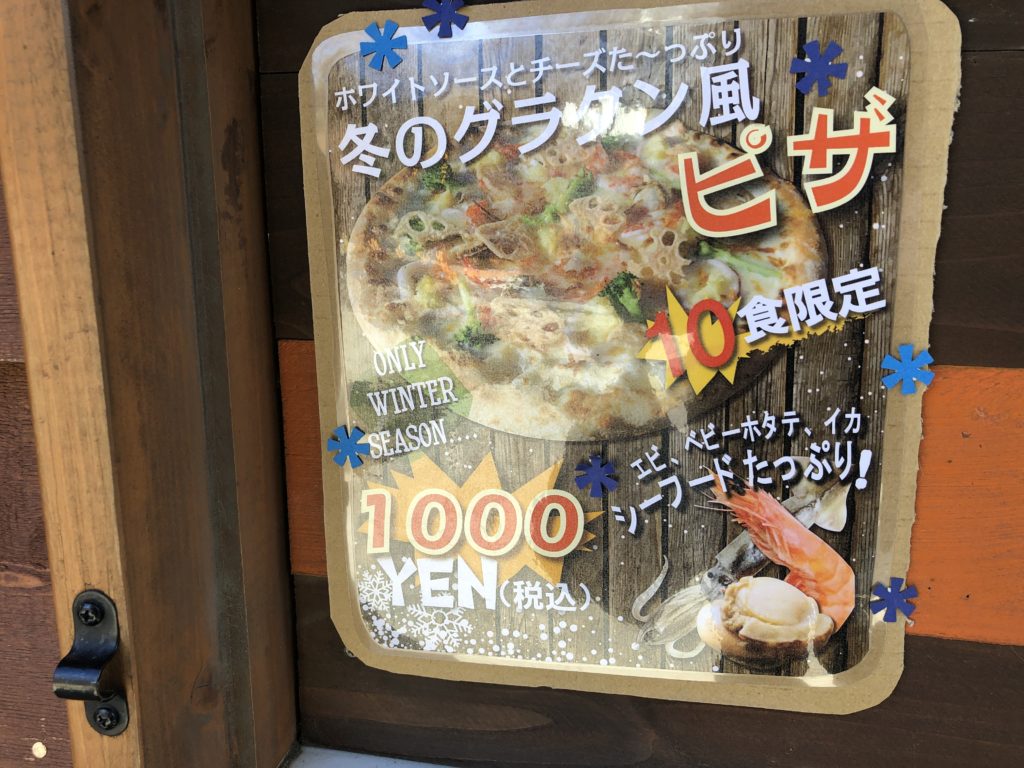 ホワイトソースとチーズた〜っぷり
冬のグラタン風
ピザ
10食限定
ONLY
WINTER
SEASON....
エビ、ベビーホタテ、イカ
シーフードたっぷり!
1000
YEN(税込)